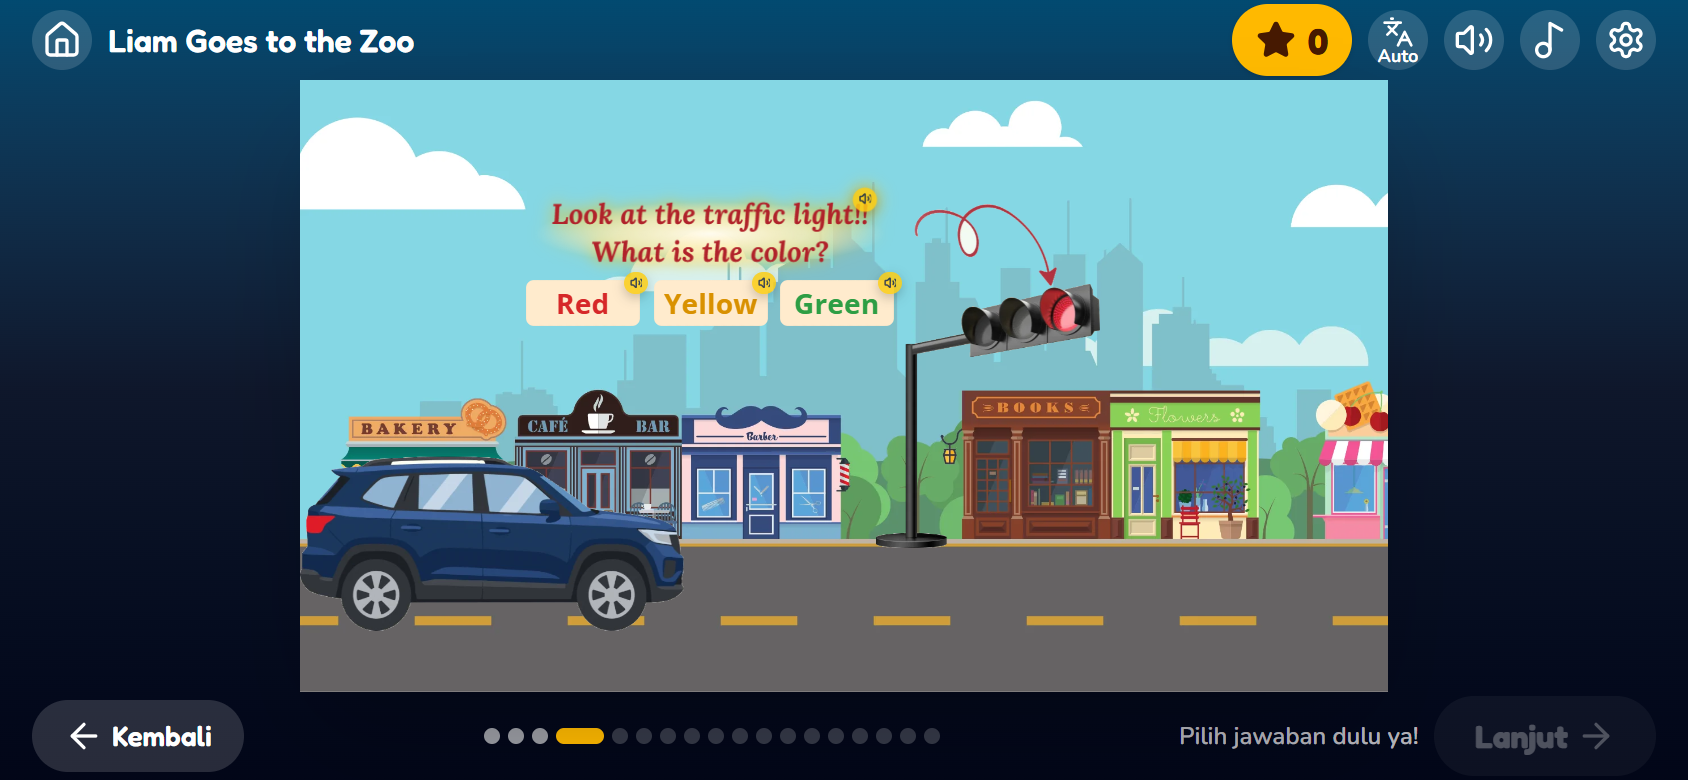 Liam Goes to the Zoo
0
Auto
Look at the traffic light!!
What is the color?
Red
Yellow
Green
BAKERY
CAFÉ
BAR
Barber
BOOKS
Flowers
Kembali
Pilih jawaban dulu ya!
Lanjut